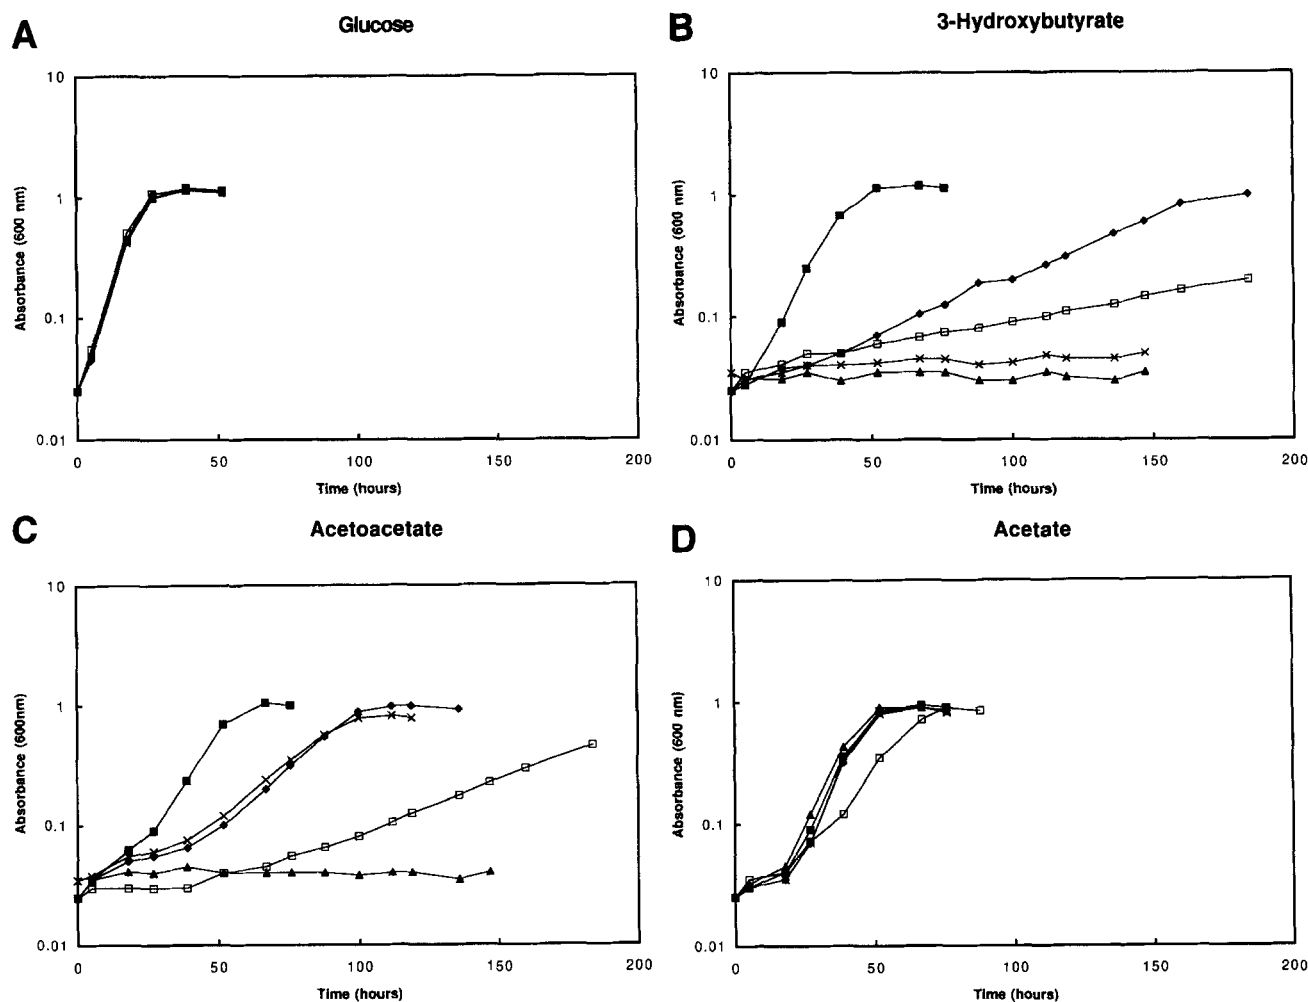 A
Glucose
10
1
0.1
0.01
Absorbance (600 nm)
0
50
100
150
200
Time (hours)
B
3-Hydroxybutyrate
10
1
0.1
0.01
Absorbance (600 nm)
0
50
100
150
200
Time (hours)
C
Acetoacetate
10
1
0.1
0.01
Absorbance (600nm)
0
50
100
150
200
Time (hours)
D
Acetate
10
1
0.1
0.01
Absorbance (600 nm)
0
50
100
150
200
Time (hours)